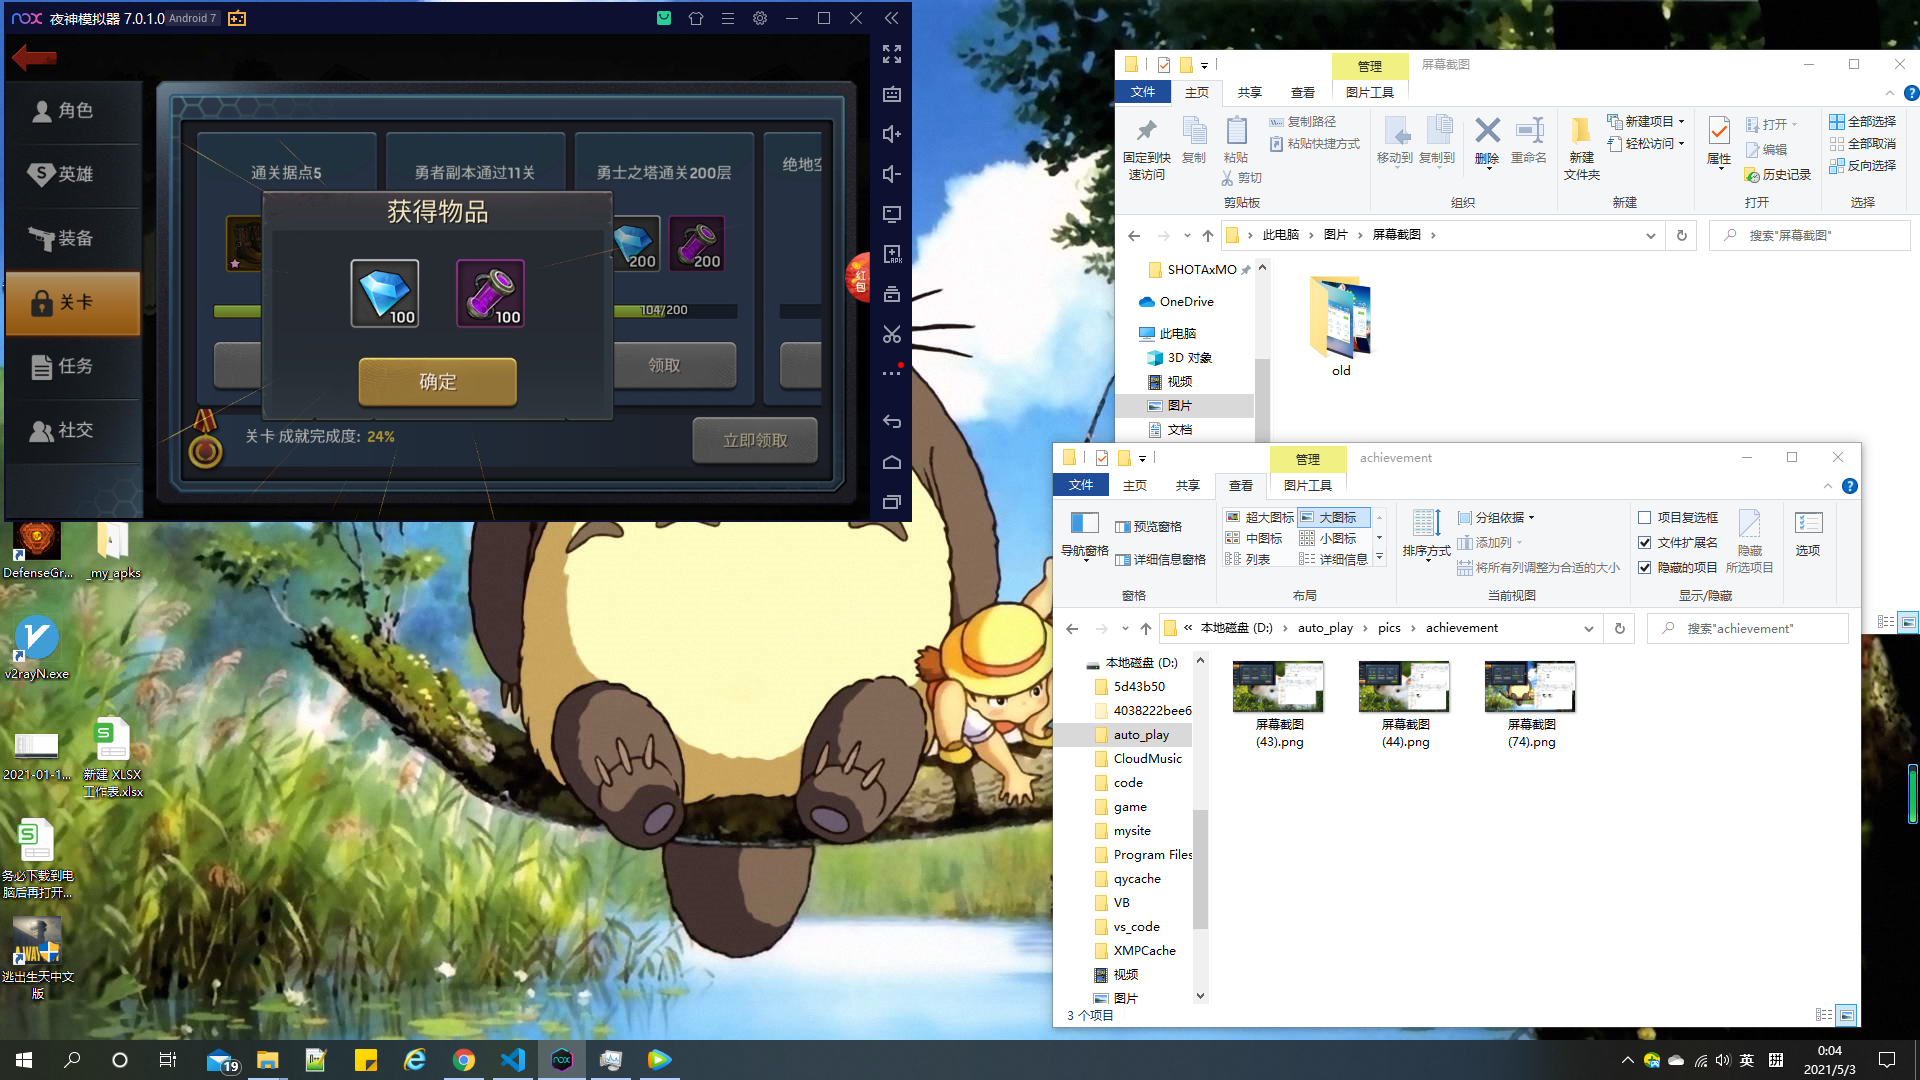 nox 夜神模拟器 7.0.1.0 Android 7
角色
英雄
装备
关卡
任务
社交
通关据点5
勇者副本通过11关
勇士之塔通关200层
200
200
104/200
领取
获得物品
100
100
确定
关卡 成就完成度: 24%
立即领取
红包
管理
屏幕截图
文件
主页
共享
查看
图片工具
固定到快速访问
复制
粘贴
复制路径
粘贴快捷方式
剪切
移动到
复制到
删除
重命名
新建文件夹
新建项目
轻松访问
属性
打开
编辑
历史记录
全部选择
全部取消
反向选择
剪贴板
组织
新建
打开
选择
此电脑 > 图片 > 屏幕截图
搜索"屏幕截图"
SHOTAxMO
OneDrive
此电脑
3D 对象
视频
图片
文档
old
管理
achievement
文件
主页
共享
查看
图片工具
导航窗格
预览窗格
详细信息窗格
超大图标
大图标
中图标
小图标
列表
详细信息
排序方式
分组依据
添加列
将所有列调整为合适的大小
项目复选框
文件扩展名
隐藏的项目
隐藏
所选项目
选项
窗格
布局
当前视图
显示/隐藏
« 本地磁盘 (D:) > auto_play > pics > achievement
搜索"achievement"
本地磁盘 (D:)
5d43b50
4038222bee6
auto_play
CloudMusic
code
game
mysite
Program Files
qycache
VB
vs_code
XMPCache
视频
图片
屏幕截图
(43).png
屏幕截图
(44).png
屏幕截图
(74).png
3 个项目
DefenseGr...
_my_apks
v2rayN.exe
2021-01-1...
新建 XLSX
工作表.xlsx
务必下载到电
脑后再打开...
逃出生天中文
版
19
英
拼
0:04
2021/5/3